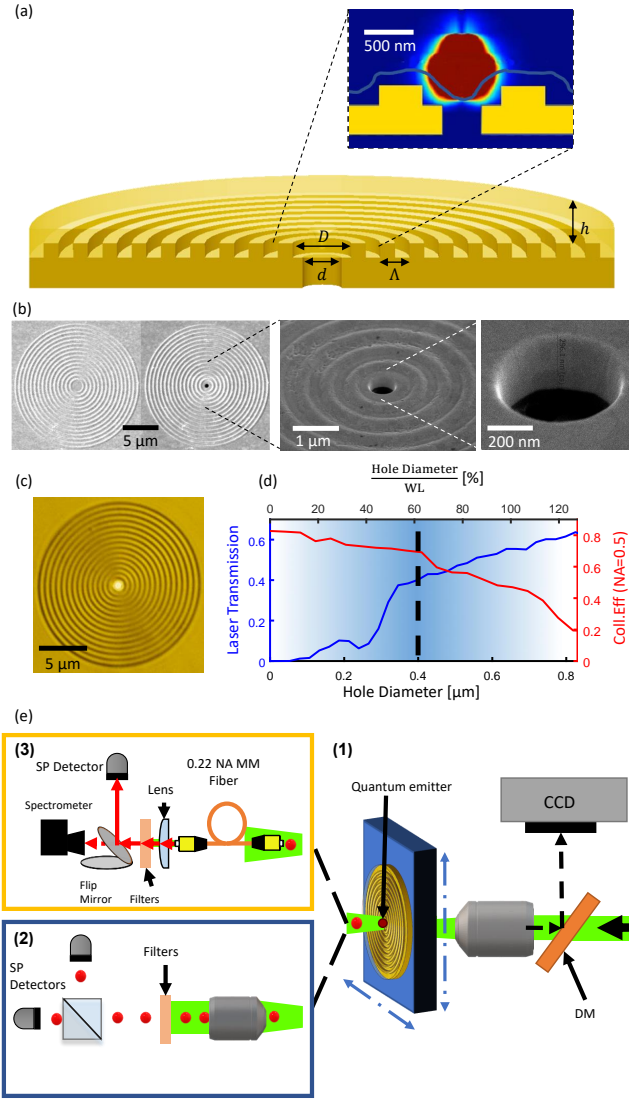 (a)
500 nm
D
d
Λ
h
(b)
5 µm
1 µm
200 nm
(c)
5 µm
(d)
Hole Diameter
WL
[%]
0 20 40 60 80 100 120
Laser Transmission
0.6
0.4
0.2
0
0.8
0.6
0.4
0.2
0
Coll.Eff (NA=0.5)
0 0.2 0.4 0.6 0.8
Hole Diameter [µm]
(e)
(3)
SP Detector
0.22 NA MM
Fiber
Lens
Spectrometer
Flip
Mirror
Filters
(1)
Quantum emitter
CCD
DM
(2)
Filters
SP
Detectors